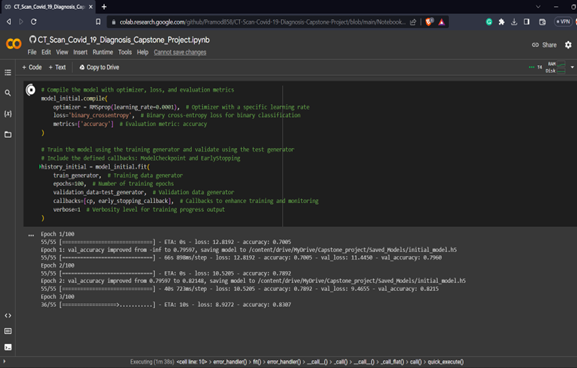 colab.research.google.com/github/PramodB58/CT-Scan-Covid-19-Diagnosis-Capstone-Project/blob/main/Notebook...
VPN
CT_Scan_Covid_19_Diagnosis_Capstone_Project.ipynb
File Edit View Insert Runtime Tools Help Cannot save changes
Share
+ Code + Text Copy to Drive
T4 RAM
DISK
# Compile the model with optimizer, loss, and evaluation metrics
model_initial.compile(
optimizer = RMSprop(learning_rate=0.0001), # Optimizer with a specific learning rate
loss='binary_crossentropy', # Binary cross-entropy loss for binary classification
metrics=['accuracy'] # Evaluation metric: accuracy
)
# Train the model using the training generator and validate using the test generator
# Include the defined callbacks: ModelCheckpoint and EarlyStopping
history_initial = model_initial.fit(
train_generator, # Training data generator
epochs=100, # Number of training epochs
validation_data=test_generator, # Validation data generator
callbacks=[cp, early_stopping_callback], # Callbacks to enhance training and monitoring
verbose=1 # Verbosity level for training progress output
)
Epoch 1/100
55/55 [==============================] - ETA: 0s - loss: 12.8192 - accuracy: 0.7005
Epoch 1: val_accuracy improved from -inf to 0.79597, saving model to /content/drive/MyDrive/Capstone_project/Saved_Models/initial_model.h5
55/55 [==============================] - 66s 898ms/step - loss: 12.8192 - accuracy: 0.7005 - val_loss: 11.4450 - val_accuracy: 0.7960
Epoch 2/100
55/55 [==============================] - ETA: 0s - loss: 10.5205 - accuracy: 0.7892
Epoch 2: val_accuracy improved from 0.79597 to 0.82148, saving model to /content/drive/MyDrive/Capstone_project/Saved_Models/initial_model.h5
55/55 [==============================] - 40s 723ms/step - loss: 10.5205 - accuracy: 0.7892 - val_loss: 9.4655 - val_accuracy: 0.8215
Epoch 3/100
36/55 [==================>...........] - ETA: 10s - loss: 8.9272 - accuracy: 0.8307
Executing (1m 38s) <cell line: 10> > error_handler() > fit() > error_handler() > __call__() > _call() > __call__() > _call_flat() > call() > quick_execute()